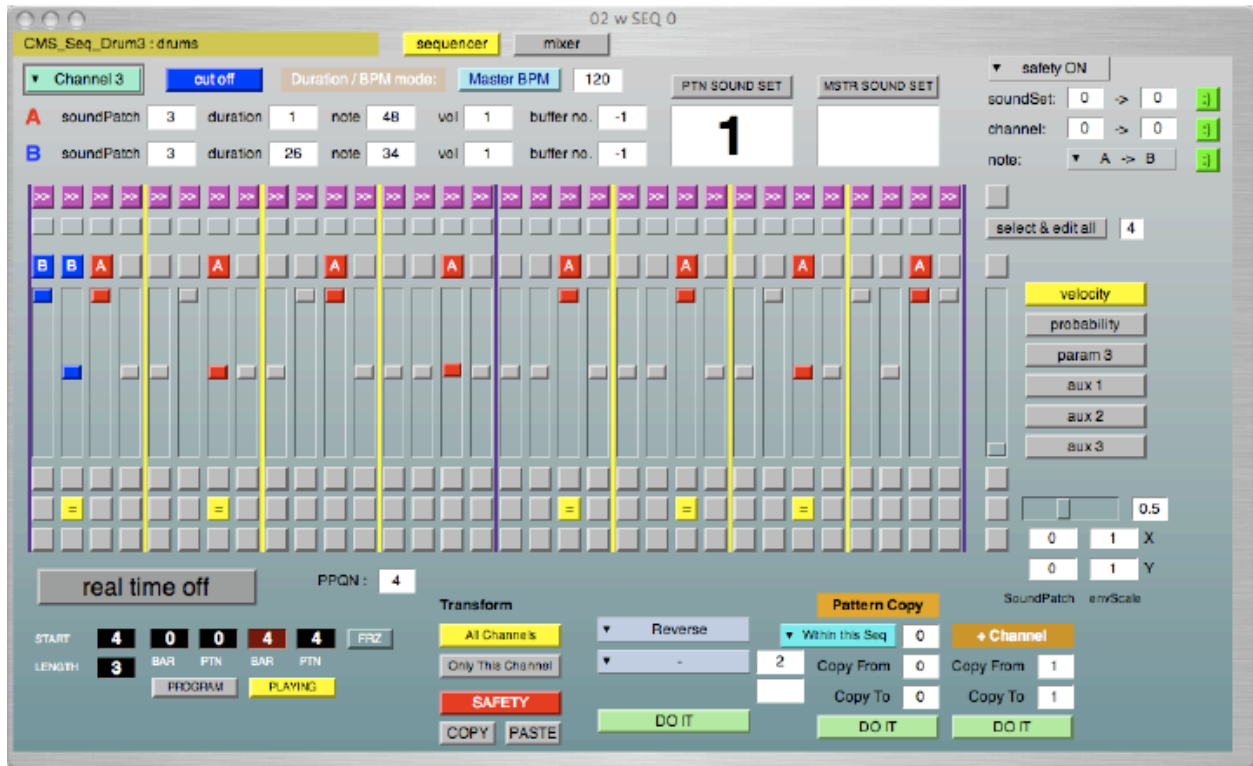 02 w SEQ 0
CMS_Seq_Drum3 : drums
sequencer
mixer
▼ Channel 3
cut off
Duration / BPM mode:
Master BPM
120
PTN SOUND SET
MSTR SOUND SET
▼ safety ON
A soundPatch 3 duration 1 note 48 vol 1 buffer no. -1
B soundPatch 3 duration 26 note 34 vol 1 buffer no. -1
1
soundSet: 0 -> 0 :)
channel: 0 -> 0 :)
note: ▼ A -> B :)
>> >> >> >> >> >> >> >> >> >> >> >> >> >> >> >> >> >> >> >> >> >> >> >> >> >> >> >> >> >> >> >>
select & edit all 4
B B A A A A A A A A
velocity
probability
param 3
aux 1
aux 2
aux 3
= = = = =
0.5
0 1 X
0 1 Y
SoundPatch envScale
real time off
PPQN : 4
START 4 0 0 4 4 FRZ
LENGTH 3 BAR PTN BAR PTN
PROGRAM PLAYING
Transform
All Channels
Only This Channel
SAFETY
COPY PASTE
▼ Reverse
▼ - 2
DO IT
Pattern Copy
▼ Within this Seq 0
Copy From 0
Copy To 0
DO IT
+ Channel
Copy From 1
Copy To 1
DO IT